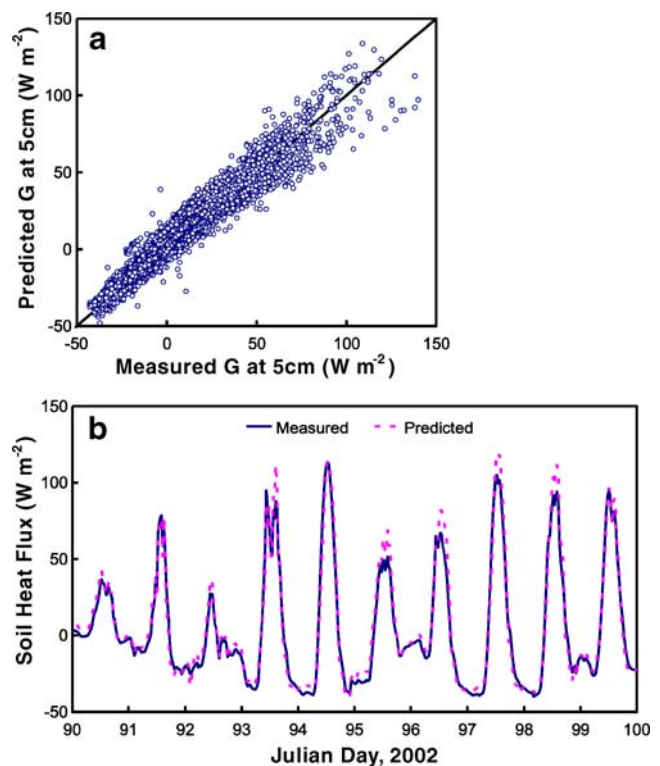 a
150
100
50
0
-50
Predicted G at 5cm (W m-2)
-50 0 50 100 150
Measured G at 5cm (W m-2)
b
Measured Predicted
150
100
50
0
-50
Soil Heat Flux (W m-2)
90 91 92 93 94 95 96 97 98 99 100
Julian Day, 2002